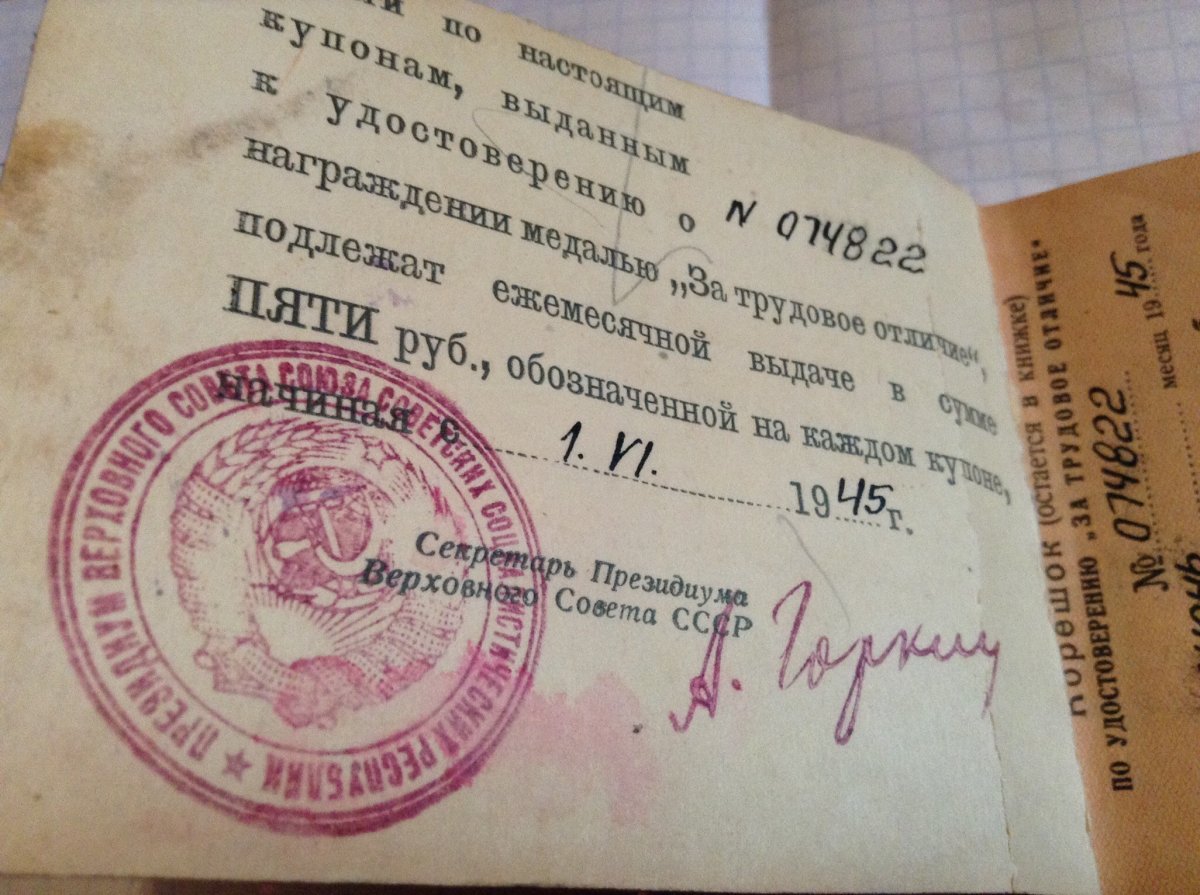 по настоящим
купонам, выданным
к удостоверению о N 074822
награждении медалью „За трудовое отличие“,
подлежат ежемесячной выдаче в сумме
ПЯТИ руб., обозначенной на каждом купоне,
начиная с 1. VI. 1945 г.
Секретарь Президиума
Верховного Совета СССР
А. Горкин
ПРЕЗИДИУМ ВЕРХОВНОГО СОВЕТА СОЮЗА СОВЕТСКИХ СОЦИАЛИСТИЧЕСКИХ РЕСПУБЛИК
Корешок (остается в книжке)
ПО УДОСТОВЕРЕНИЮ „ЗА ТРУДОВОЕ ОТЛИЧИЕ“
№ 074822
месяц 1945 года